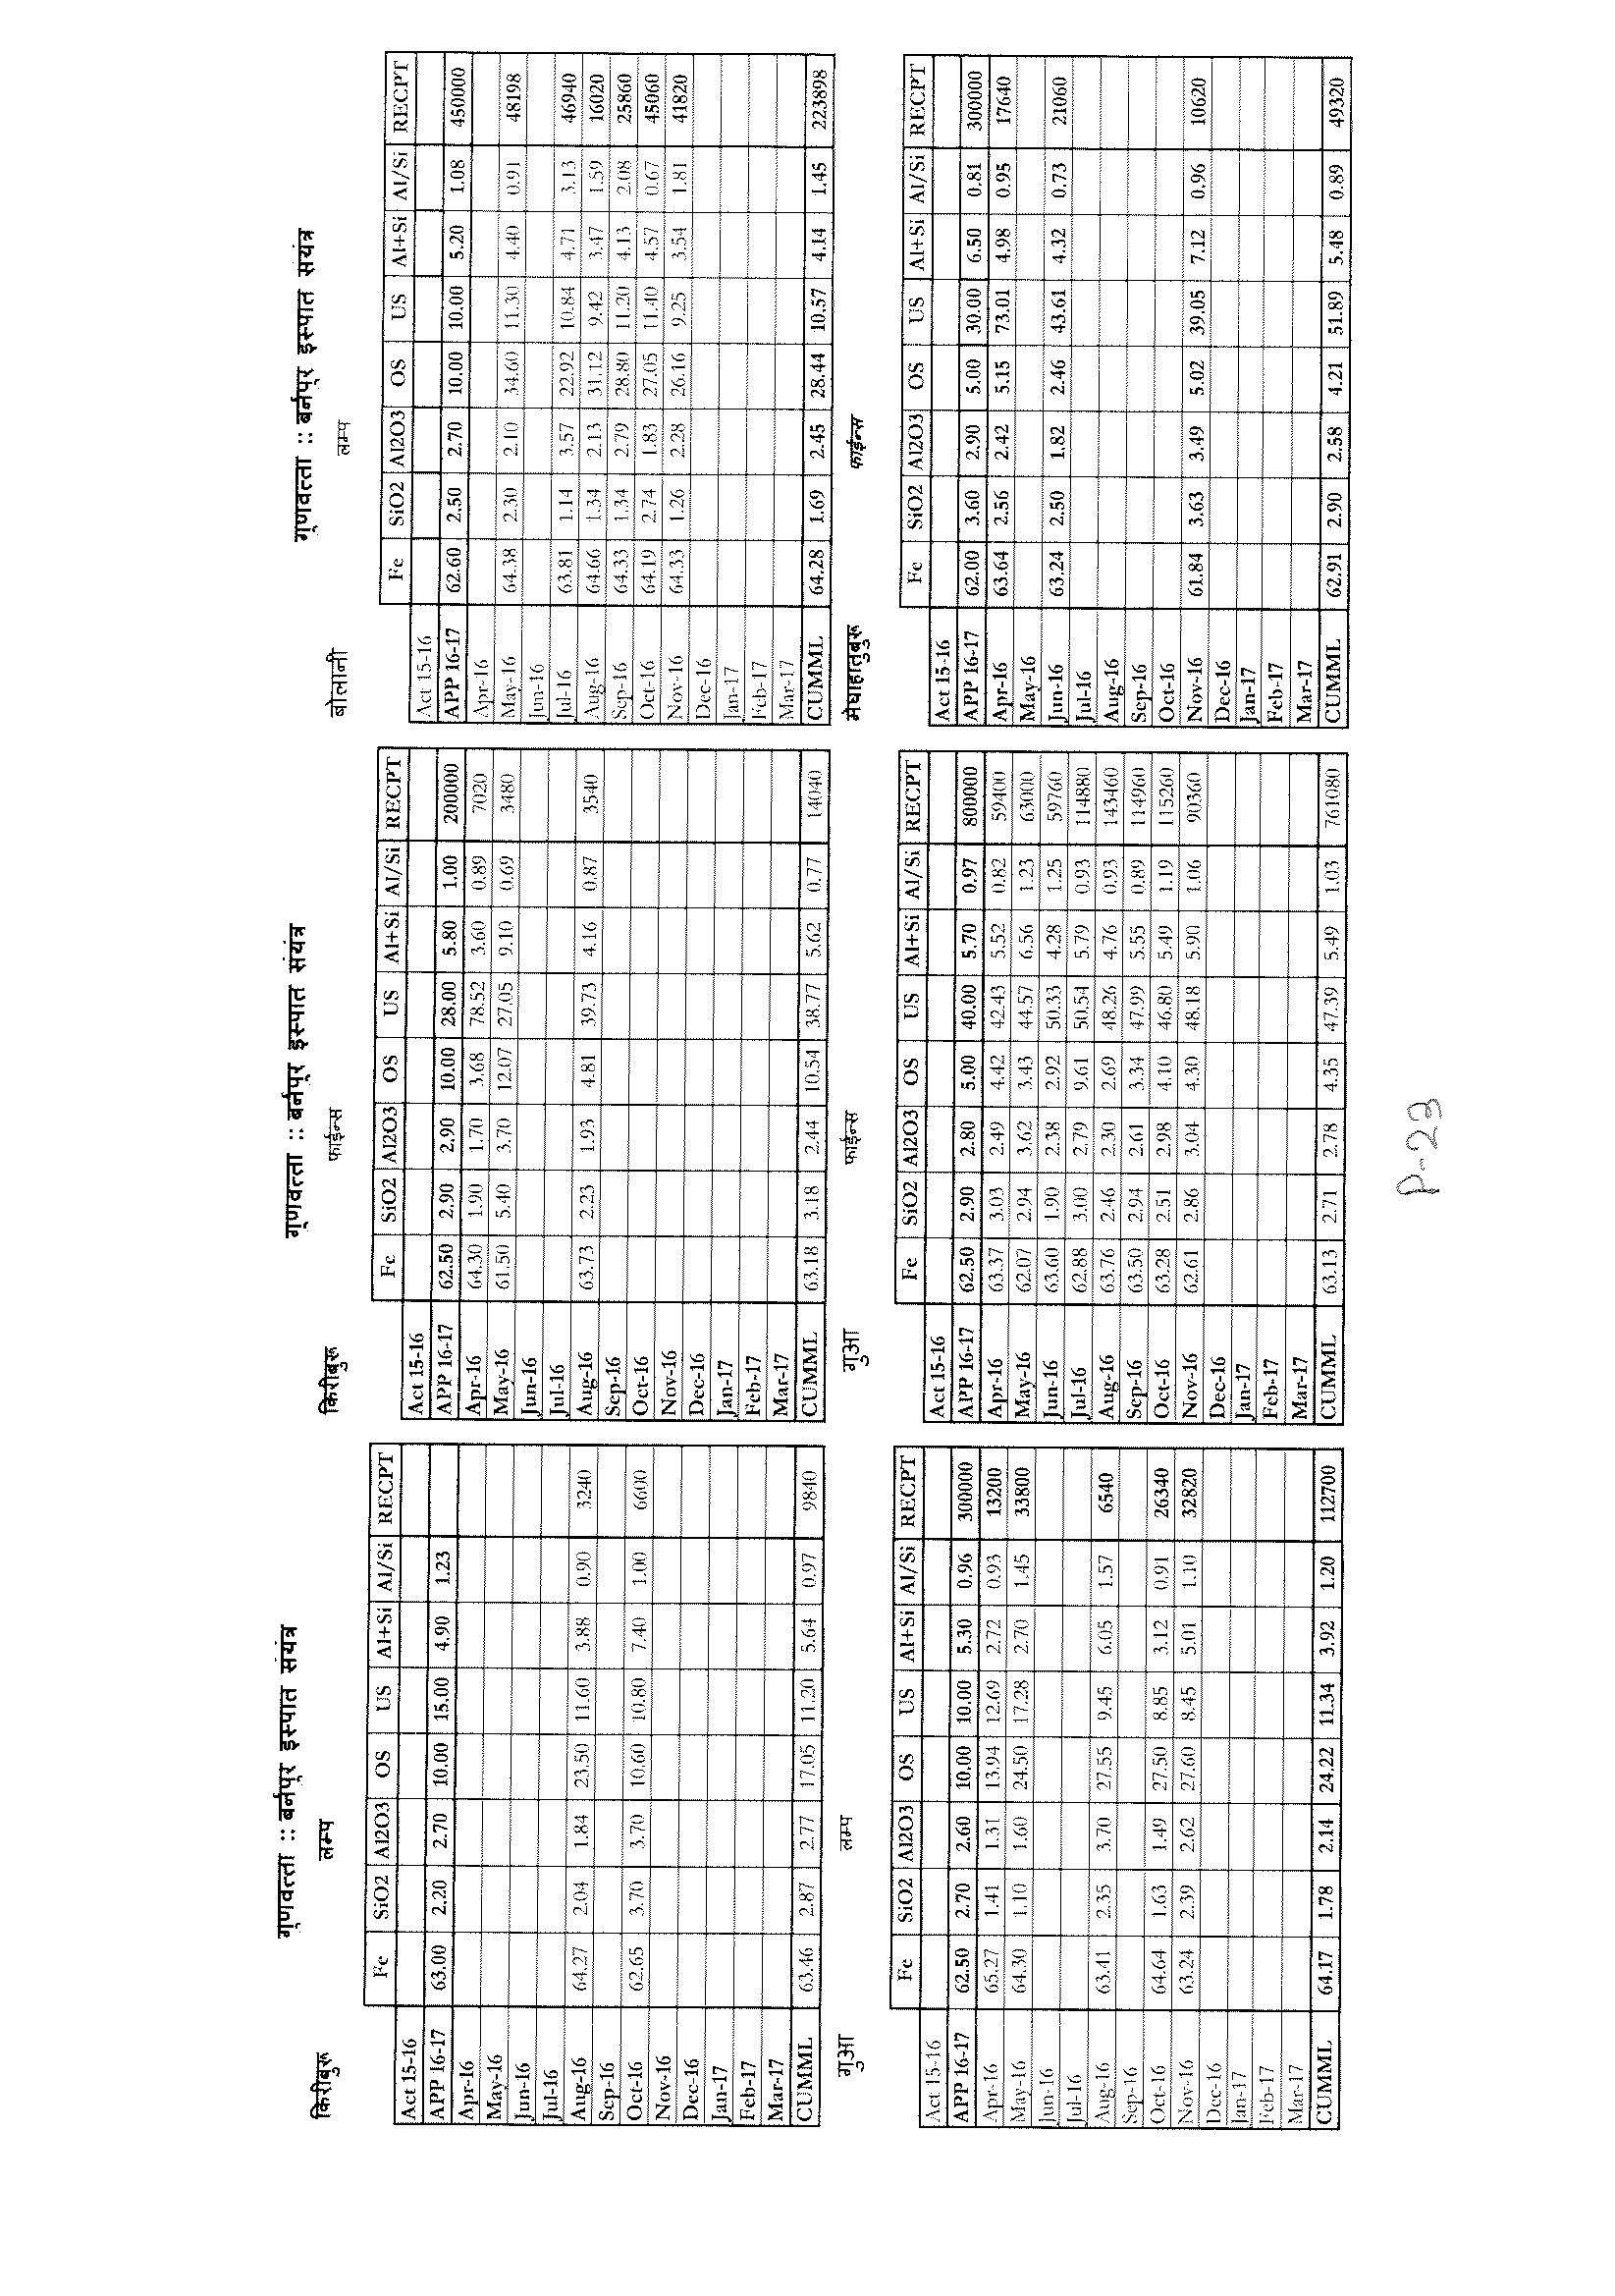 गुणवत्ता :: बर्नपुर इस्पात संयंत्र
किरीबुरु लम्प
Fe SiO2 Al2O3 OS US Al+Si Al/Si RECPT
Act 15-16
APP 16-17 63.00 2.20 2.70 10.00 15.00 4.90 1.23
Apr-16
May-16
Jun-16
Jul-16
Aug-16 64.27 2.04 1.84 23.50 11.60 3.88 0.90 3240
Sep-16
Oct-16 62.65 3.70 3.70 10.60 10.80 7.40 1.00 6600
Nov-16
Dec-16
Jan-17
Feb-17
Mar-17
CUMML 63.46 2.87 2.77 17.05 11.20 5.64 0.97 9840
गुणवत्ता :: बर्नपुर इस्पात संयंत्र
किरीबुरु फाईन्स
Fe SiO2 Al2O3 OS US Al+Si Al/Si RECPT
Act 15-16
APP 16-17 62.50 2.90 2.90 10.00 28.00 5.80 1.00 200000
Apr-16 64.30 1.90 1.70 3.68 78.52 3.60 0.89 7020
May-16 61.50 5.40 3.70 12.07 27.05 9.10 0.69 3480
Jun-16
Jul-16
Aug-16 63.73 2.23 1.93 4.81 39.73 4.16 0.87 3540
Sep-16
Oct-16
Nov-16
Dec-16
Jan-17
Feb-17
Mar-17
CUMML 63.18 3.18 2.44 10.54 38.77 5.62 0.77 14040
गुणवत्ता :: बर्नपुर इस्पात संयंत्र
बोलानी लम्प
Fe SiO2 Al2O3 OS US Al+Si Al/Si RECPT
Act 15-16
APP 16-17 62.60 2.50 2.70 10.00 10.00 5.20 1.08 450000
Apr-16
May-16 64.38 2.30 2.10 34.60 11.30 4.40 0.91 48198
Jun-16
Jul-16 63.81 1.14 3.57 22.92 10.84 4.71 3.13 46940
Aug-16 64.66 1.34 2.13 31.12 9.42 3.47 1.59 16020
Sep-16 64.33 1.34 2.79 28.80 11.20 4.13 2.08 25860
Oct-16 64.19 2.74 1.83 27.05 11.40 4.57 0.67 45060
Nov-16 64.33 1.26 2.28 26.16 9.25 3.54 1.81 41820
Dec-16
Jan-17
Feb-17
Mar-17
CUMML 64.28 1.69 2.45 28.44 10.57 4.14 1.45 223898
गुआ लम्प
Fe SiO2 Al2O3 OS US Al+Si Al/Si RECPT
Act 15-16
APP 16-17 62.50 2.70 2.60 10.00 10.00 5.30 0.96 300000
Apr-16 65.27 1.41 1.31 13.94 12.69 2.72 0.93 13200
May-16 64.30 1.10 1.60 24.50 17.28 2.70 1.45 33800
Jun-16
Jul-16
Aug-16 63.41 2.35 3.70 27.55 9.45 6.05 1.57 6540
Sep-16
Oct-16 64.64 1.63 1.49 27.50 8.85 3.12 0.91 26340
Nov-16 63.24 2.39 2.62 27.60 8.45 5.01 1.10 32820
Dec-16
Jan-17
Feb-17
Mar-17
CUMML 64.17 1.78 2.14 24.22 11.34 3.92 1.20 112700
गुआ फाईन्स
Fe SiO2 Al2O3 OS US Al+Si Al/Si RECPT
Act 15-16
APP 16-17 62.50 2.90 2.80 5.00 40.00 5.70 0.97 800000
Apr-16 63.37 3.03 2.49 4.42 42.43 5.52 0.82 59400
May-16 62.07 2.94 3.62 3.43 44.57 6.56 1.23 63000
Jun-16 63.60 1.90 2.38 2.92 50.33 4.28 1.25 59760
Jul-16 62.88 3.00 2.79 9.61 50.54 5.79 0.93 114880
Aug-16 63.76 2.46 2.30 2.69 48.26 4.76 0.93 143460
Sep-16 63.50 2.94 2.61 3.34 47.99 5.55 0.89 114960
Oct-16 63.28 2.51 2.98 4.10 46.80 5.49 1.19 115260
Nov-16 62.61 2.86 3.04 4.30 48.18 5.90 1.06 90360
Dec-16
Jan-17
Feb-17
Mar-17
CUMML 63.13 2.71 2.78 4.35 47.39 5.49 1.03 761080
मेघाहातुबुरु फाईन्स
Fe SiO2 Al2O3 OS US Al+Si Al/Si RECPT
Act 15-16
APP 16-17 62.00 3.60 2.90 5.00 30.00 6.50 0.81 300000
Apr-16 63.64 2.56 2.42 5.15 73.01 4.98 0.95 17640
May-16
Jun-16 63.24 2.50 1.82 2.46 43.61 4.32 0.73 21060
Jul-16
Aug-16
Sep-16
Oct-16
Nov-16 61.84 3.63 3.49 5.02 39.05 7.12 0.96 10620
Dec-16
Jan-17
Feb-17
Mar-17
CUMML 62.91 2.90 2.58 4.21 51.89 5.48 0.89 49320
P-23